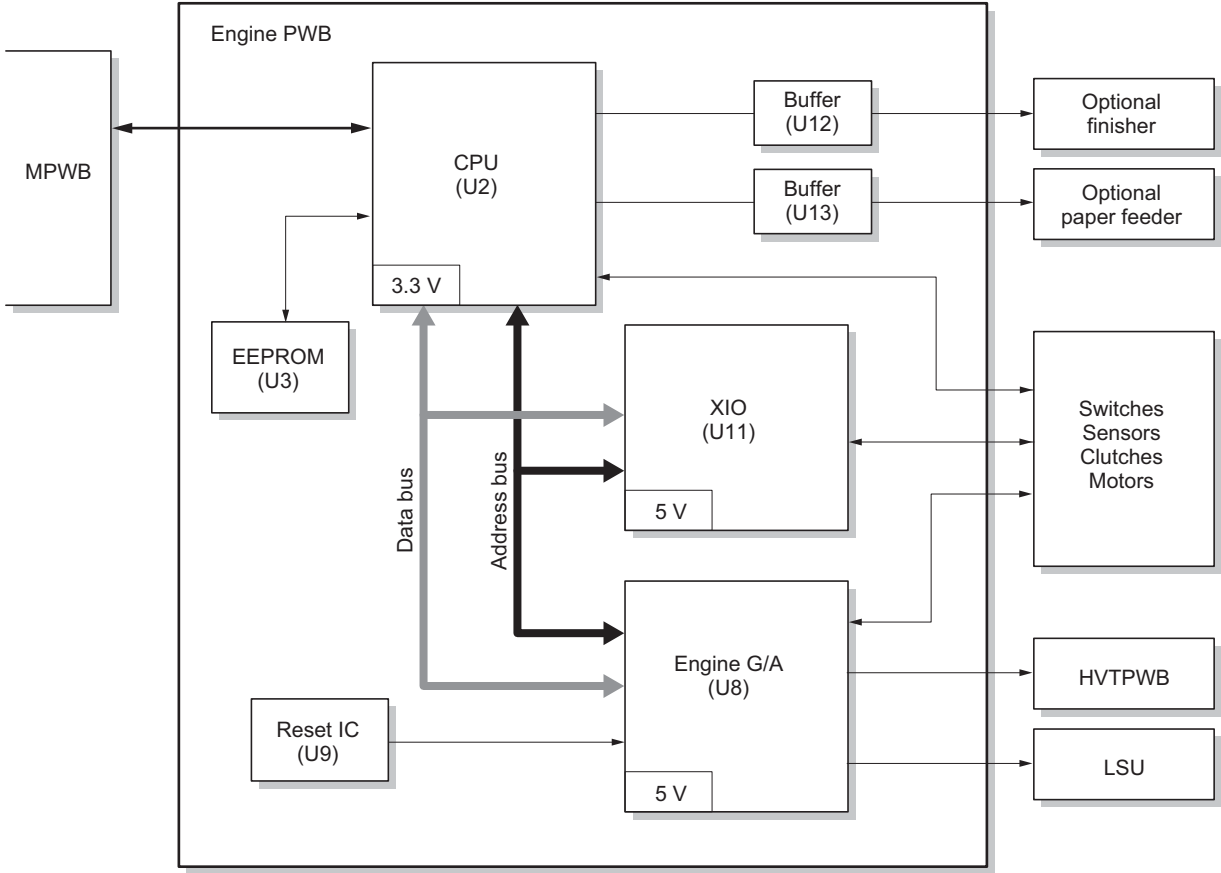 Engine PWB
MPWB
CPU
(U2)
3.3 V
Buffer
(U12)
Optional
finisher
Buffer
(U13)
Optional
paper feeder
EEPROM
(U3)
XIO
(U11)
5 V
Switches
Sensors
Clutches
Motors
Data bus
Address bus
Engine G/A
(U8)
5 V
HVTPWB
Reset IC
(U9)
LSU